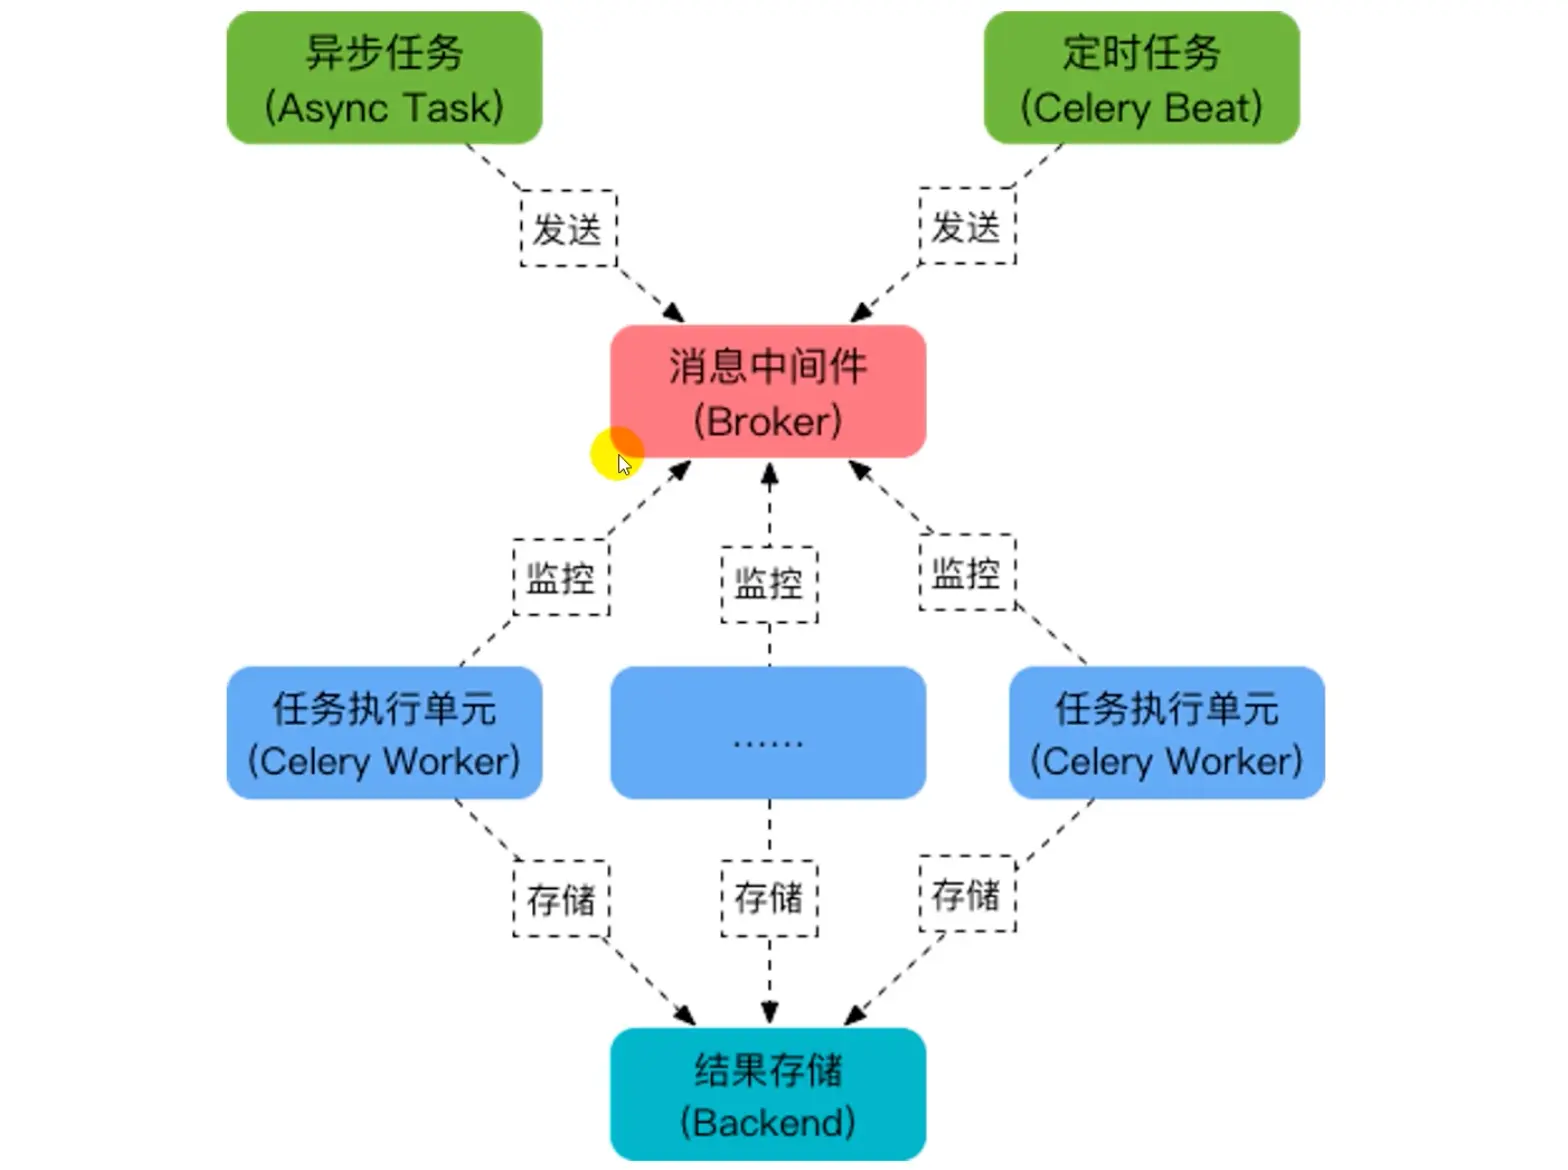 异步任务
(Async Task)
定时任务
(Celery Beat)
发送
发送
消息中间件
(Broker)
监控
监控
监控
任务执行单元
(Celery Worker)
......
任务执行单元
(Celery Worker)
存储
存储
存储
结果存储
(Backend)